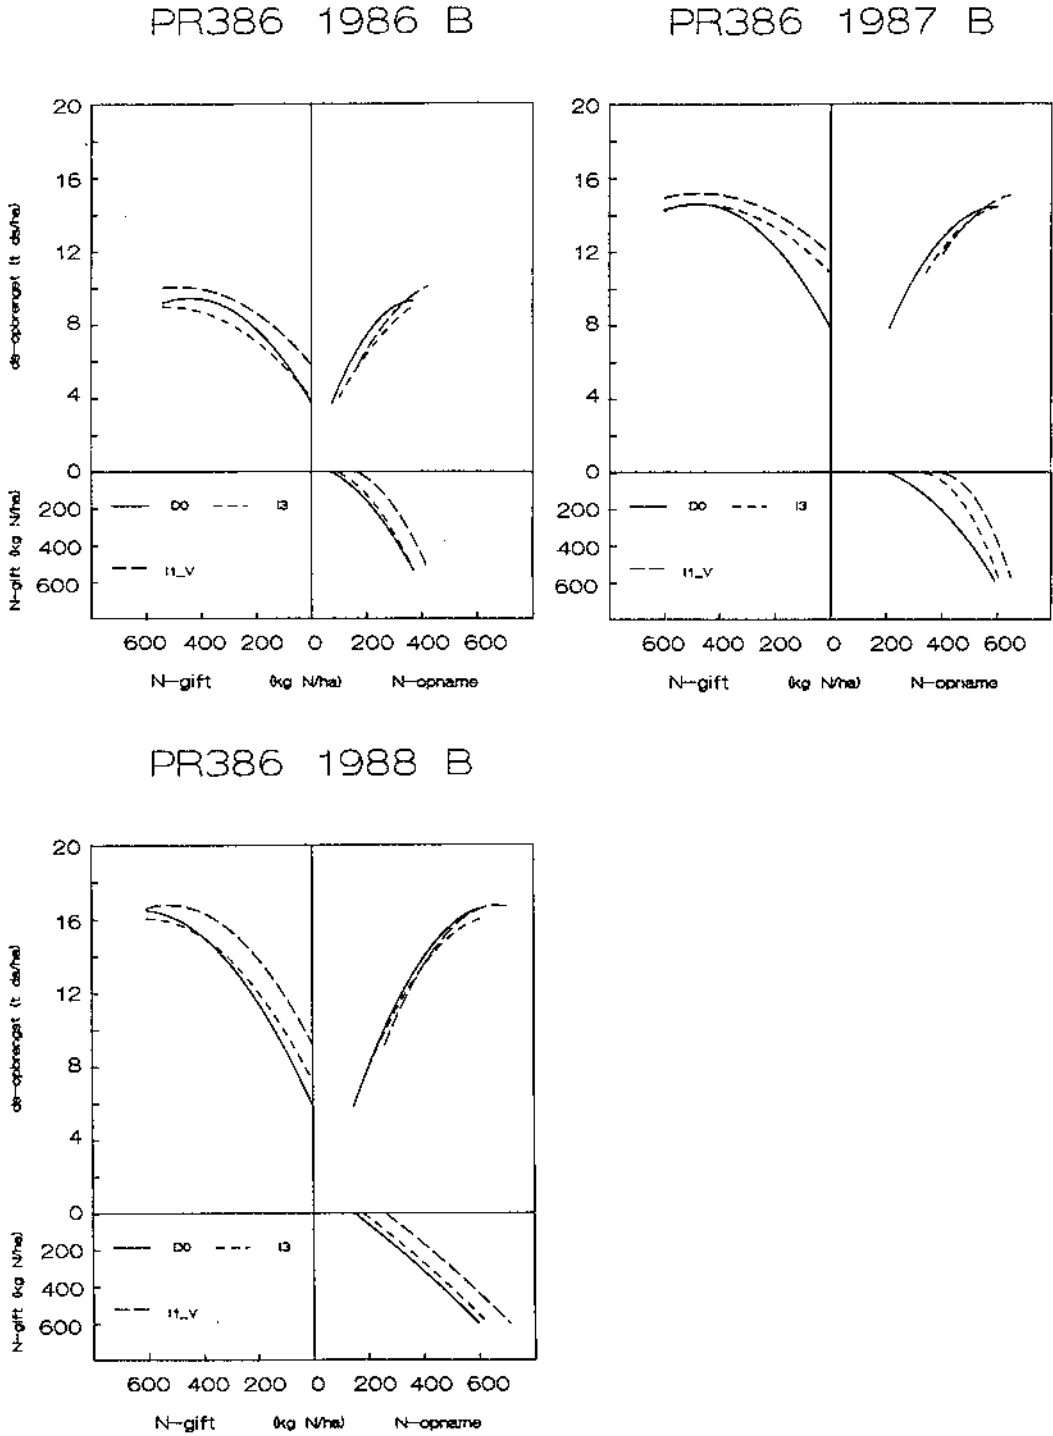 PR386 1986 B
20
16
12
8
4
0
200
400
600
ds-opbrengst (t ds/ha)
N-gift (kg N/ha)
D0 I3
I1_V
600 400 200 0 200 400 600
N-gift (kg N/ha) N-opname
PR386 1987 B
20
16
12
8
4
0
200
400
600
D0 I3
I1_V
600 400 200 0 200 400 600
N-gift (kg N/ha) N-opname
PR386 1988 B
20
16
12
8
4
0
200
400
600
ds-opbrengst (t ds/ha)
N-gift (kg N/ha)
D0 I3
I1_V
600 400 200 0 200 400 600
N-gift (kg N/ha) N-opname